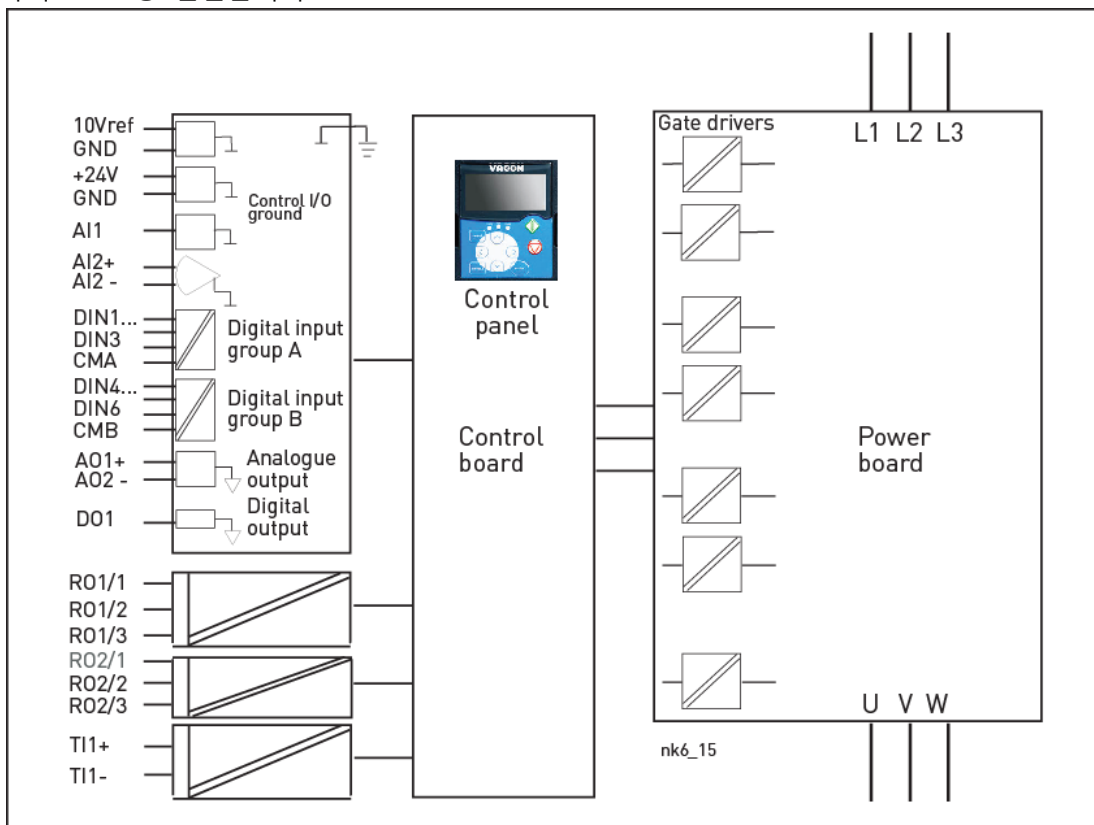 10Vref
GND
+24V
GND
Control I/O
ground
AI1
AI2+
AI2 -
DIN1...
DIN3
CMA
Digital input
group A
DIN4...
DIN6
CMB
Digital input
group B
AO1+
AO2 -
Analogue
output
DO1
Digital
output
RO1/1
RO1/2
RO1/3
RO2/1
RO2/2
RO2/3
TI1+
TI1-
VACON
Control
panel
Control
board
Gate drivers
L1 L2 L3
Power
board
U V W
nk6_15